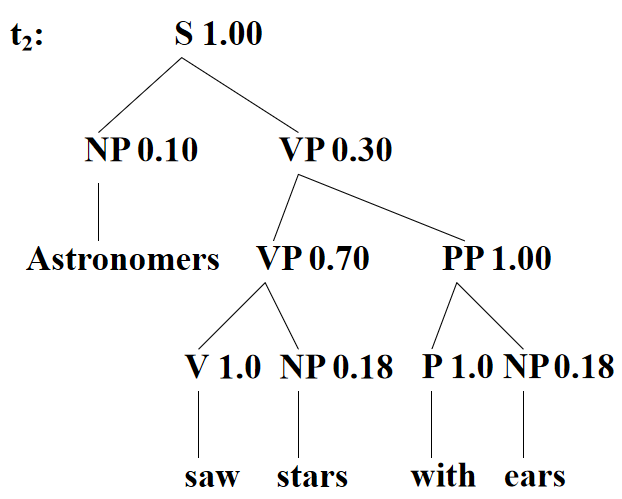 t₂: S 1.00
NP 0.10 VP 0.30
Astronomers VP 0.70 PP 1.00
V 1.0 NP 0.18 P 1.0 NP 0.18
saw stars with ears